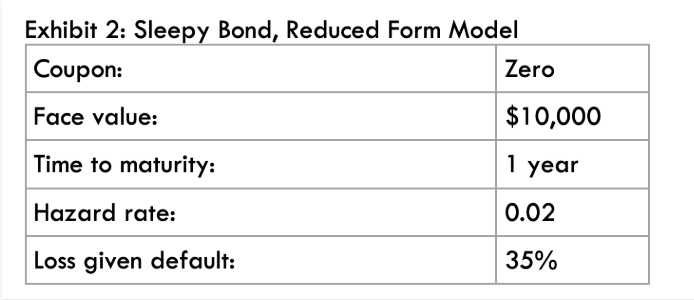 Exhibit 2: Sleepy Bond, Reduced Form Model
Coupon: Zero
Face value: $10,000
Time to maturity: 1 year
Hazard rate: 0.02
Loss given default: 35%